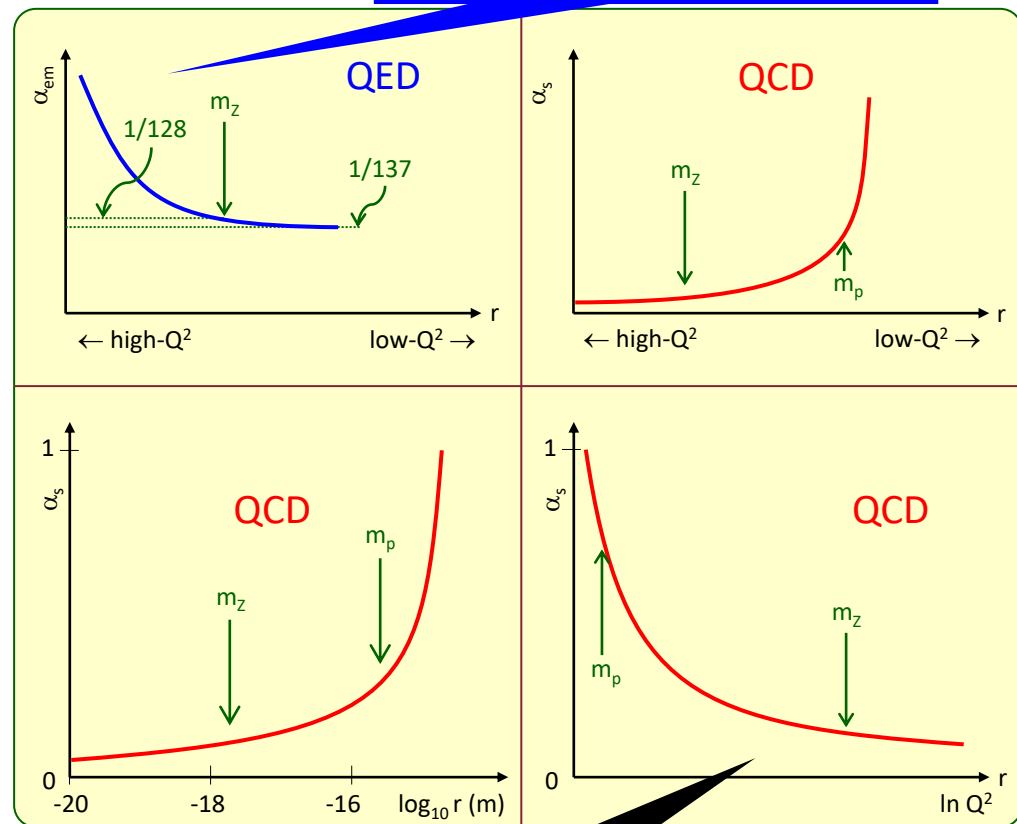 α_em
QED
m_Z
1/128
1/137
r
← high-Q²
low-Q² →
α_s
QCD
m_Z
m_p
r
← high-Q²
low-Q² →
1
α_s
QCD
m_p
m_Z
0
-20
-18
-16
log₁₀ r (m)
1
α_s
QCD
m_Z
m_p
0
r
ln Q²